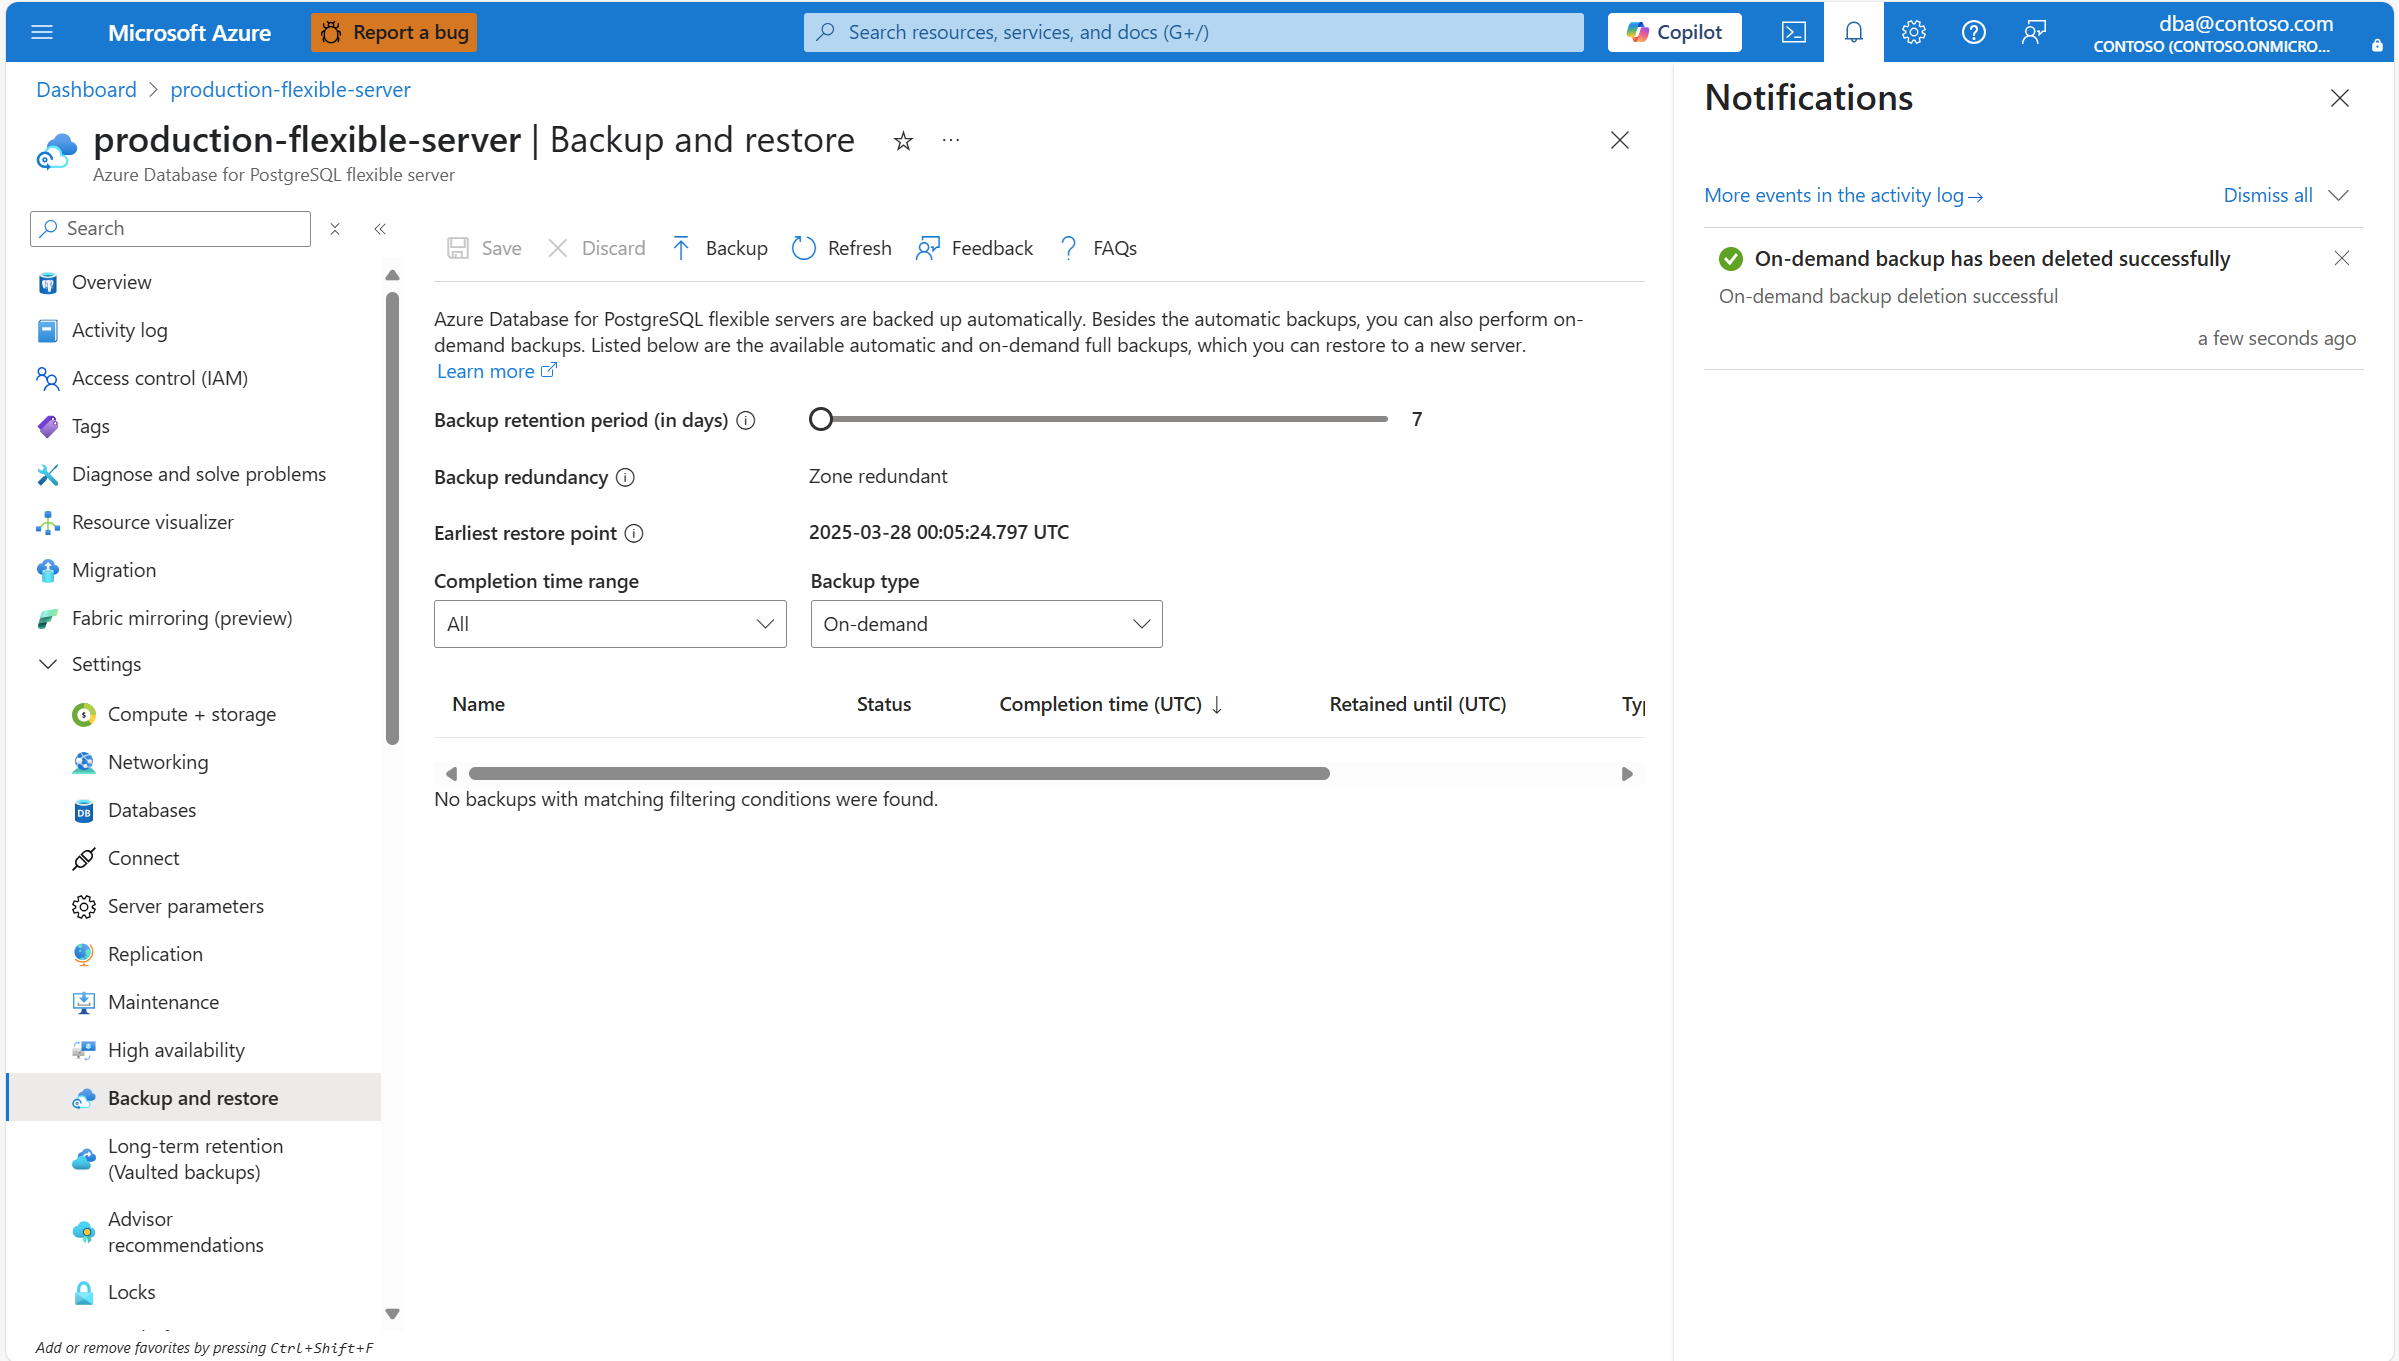 Microsoft Azure
Report a bug
Search resources, services, and docs (G+/)
Copilot
dba@contoso.com
CONTOSO (CONTOSO.ONMICRO...
Dashboard > production-flexible-server
production-flexible-server | Backup and restore
Azure Database for PostgreSQL flexible server
Search
Overview
Activity log
Access control (IAM)
Tags
Diagnose and solve problems
Resource visualizer
Migration
Fabric mirroring (preview)
Settings
Compute + storage
Networking
Databases
Connect
Server parameters
Replication
Maintenance
High availability
Backup and restore
Long-term retention
(Vaulted backups)
Advisor
recommendations
Locks
Add or remove favorites by pressing Ctrl+Shift+F
Save
Discard
Backup
Refresh
Feedback
FAQs
Azure Database for PostgreSQL flexible servers are backed up automatically. Besides the automatic backups, you can also perform on-
demand backups. Listed below are the available automatic and on-demand full backups, which you can restore to a new server.
Learn more
Backup retention period (in days)
7
Backup redundancy
Zone redundant
Earliest restore point
2025-03-28 00:05:24.797 UTC
Completion time range
Backup type
All
On-demand
Name
Status
Completion time (UTC) ↓
Retained until (UTC)
No backups with matching filtering conditions were found.
Notifications
More events in the activity log →
Dismiss all
On-demand backup has been deleted successfully
On-demand backup deletion successful
a few seconds ago